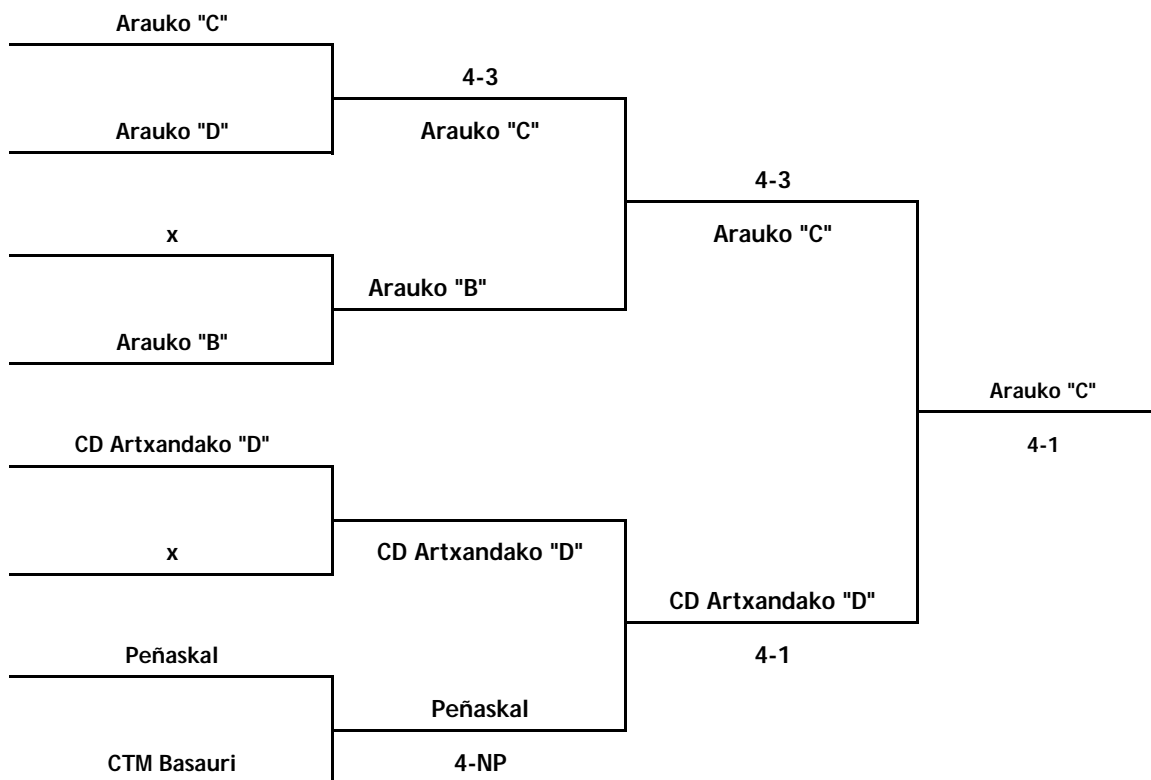 Arauko "C"
4-3
Arauko "D"
Arauko "C"
4-3
x
Arauko "C"
Arauko "B"
Arauko "B"
Arauko "C"
CD Artxandako "D"
4-1
x
CD Artxandako "D"
CD Artxandako "D"
Peñaskal
4-1
Peñaskal
CTM Basauri
4-NP